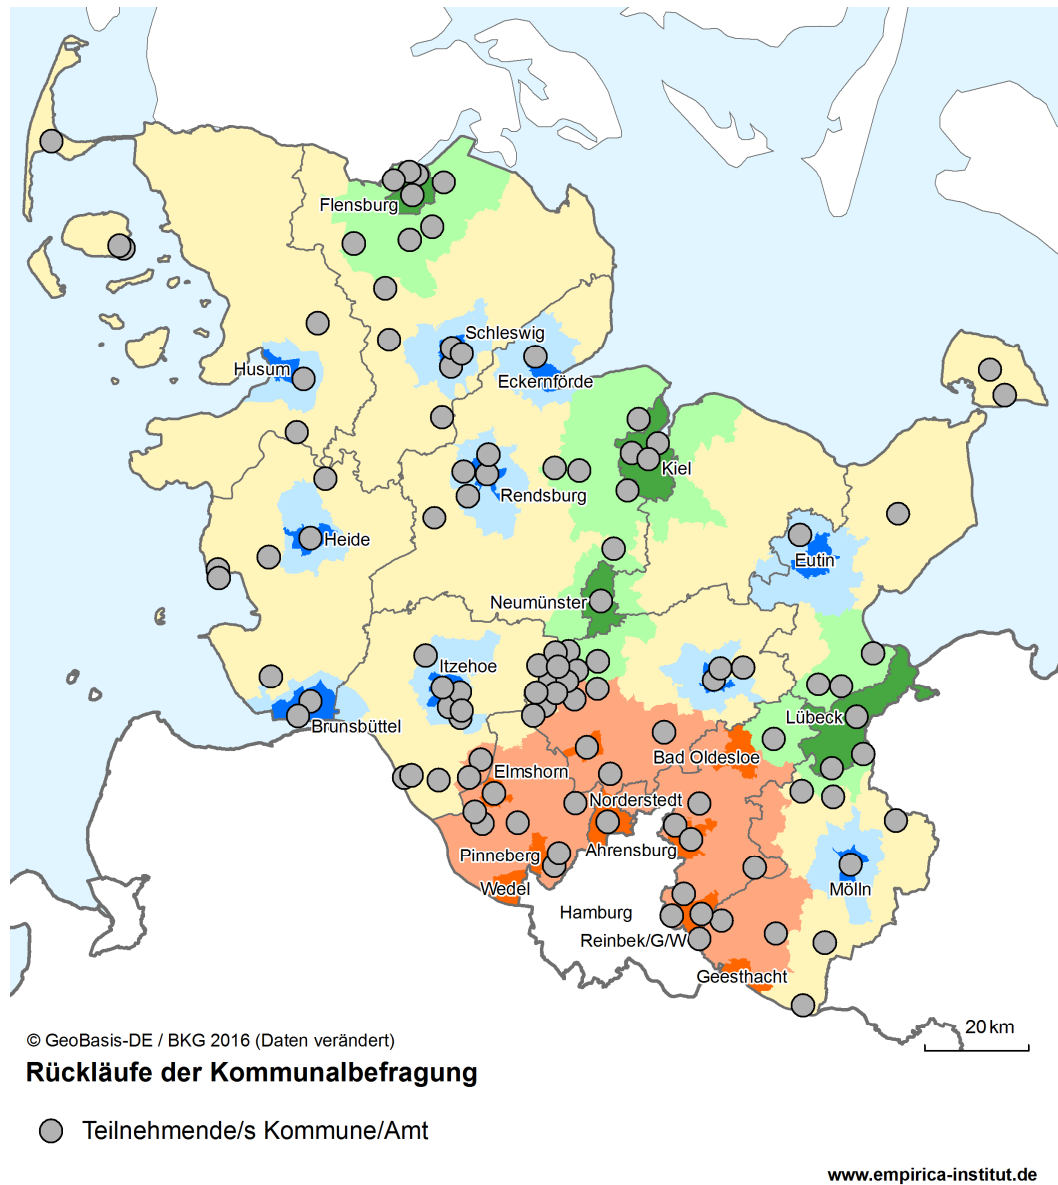 Flensburg
Schleswig
Husum
Eckernförde
Kiel
Rendsburg
Heide
Eutin
Neumünster
Itzehoe
Lübeck
Brunsbüttel
Bad Oldesloe
Elmshorn
Norderstedt
Ahrensburg
Pinneberg
Wedel
Mölln
Hamburg
Reinbek/G/W
Geesthacht
20 km
© GeoBasis-DE / BKG 2016 (Daten verändert)
Rückläufe der Kommunalbefragung
Teilnehmende/s Kommune/Amt
www.empirica-institut.de